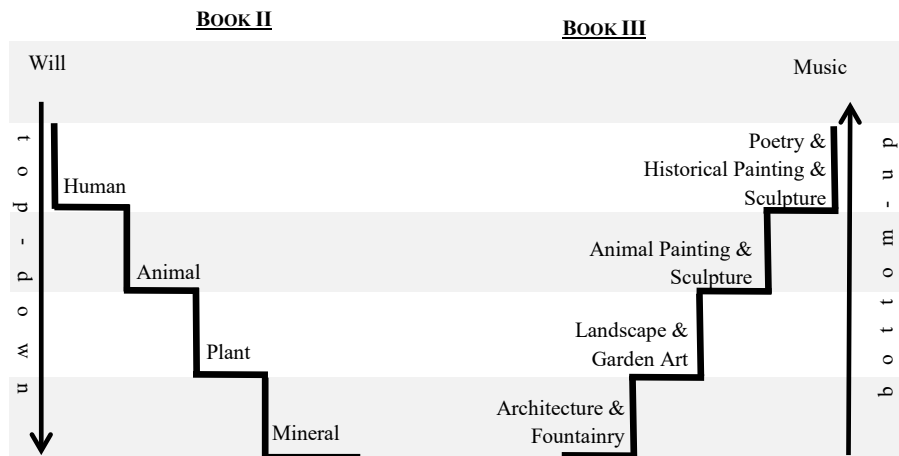 BOOK II
BOOK III
Will
Music
top-down
Human
Animal
Plant
Mineral
Poetry &
Historical Painting &
Sculpture
Animal Painting &
Sculpture
Landscape &
Garden Art
Architecture &
Fountainry
bottom-up